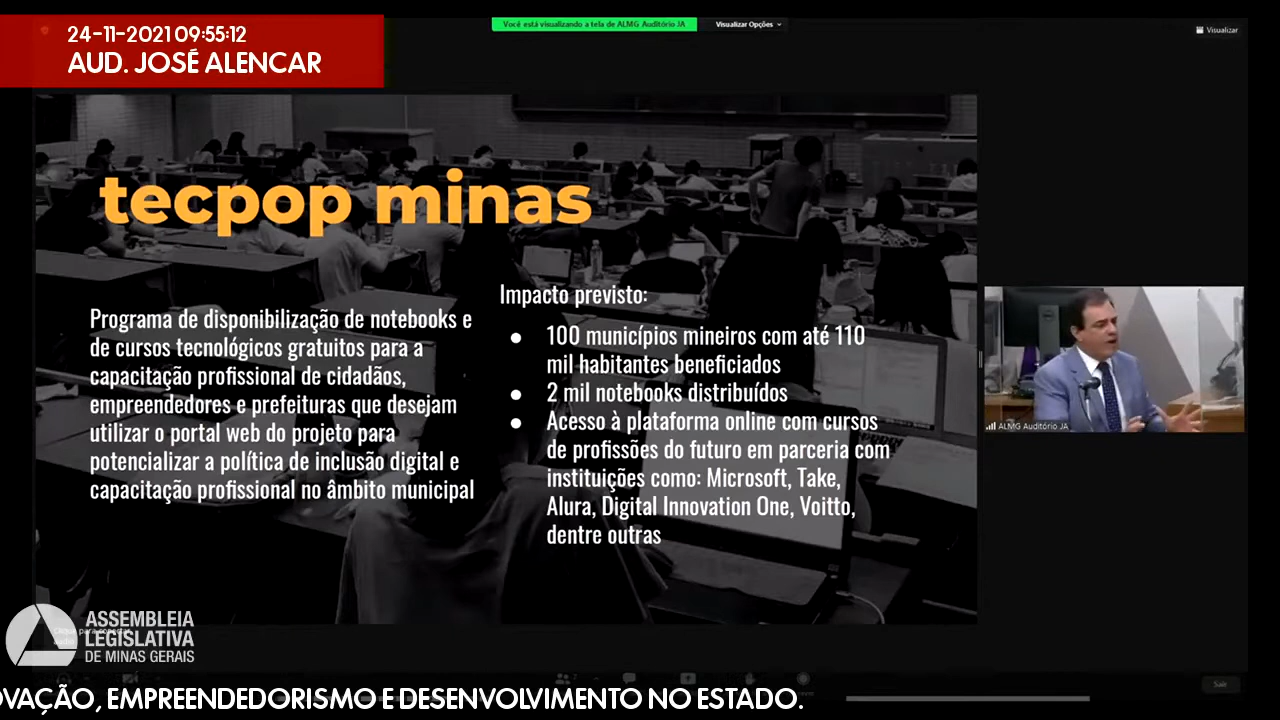 24-11-2021 09:55:12
AUD. JOSÉ ALENCAR
Você está visualizando a tela de ALMG Auditório JA
Visualizar Opções
Visualizar
tecpop minas
Programa de disponibilização de notebooks e
de cursos tecnológicos gratuitos para a
capacitação profissional de cidadãos,
empreendedores e prefeituras que desejam
utilizar o portal web do projeto para
potencializar a política de inclusão digital e
capacitação profissional no âmbito municipal
Impacto previsto:
● 100 municípios mineiros com até 110
mil habitantes beneficiados
● 2 mil notebooks distribuídos
● Acesso à plataforma online com cursos
de profissões do futuro em parceria com
instituições como: Microsoft, Take,
Alura, Digital Innovation One, Voitto,
dentre outras
ALMG Auditório JA
ASSEMBLEIA
LEGISLATIVA
DE MINAS GERAIS
Sair
OVAÇÃO, EMPREENDEDORISMO E DESENVOLVIMENTO NO ESTADO.